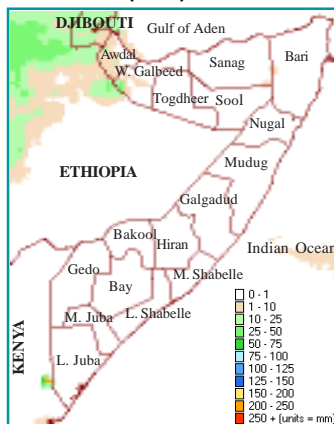 DJIBOUTI
Gulf of Aden
Awdal
Bari
W. Galbeed
Sanag
Togdheer
Sool
Nugal
Mudug
ETHIOPIA
Galgadud
Bakool
Hiran
Indian Ocean
Gedo
M. Shabelle
Bay
L. Shabelle
M. Juba
KENYA
L. Juba
0 - 1
1 - 10
10 - 25
25 - 50
50 - 75
75 - 100
100 - 125
125 - 150
150 - 200
200 - 250
250 + (units = mm)